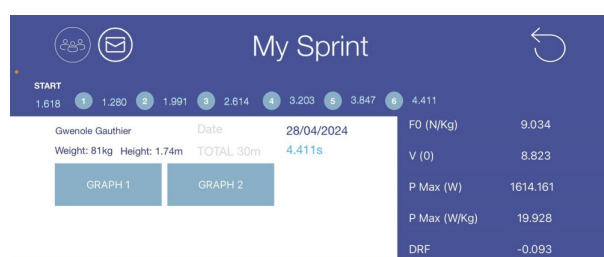 My Sprint
START
1.618 1 1.280 2 1.991 3 2.614 4 3.203 5 3.847 6 4.411
Gwenole Gauthier Date 28/04/2024
Weight: 81kg Height: 1.74m TOTAL 30m 4.411s
GRAPH 1 GRAPH 2
F0 (N/Kg) 9.034
V (0) 8.823
P Max (W) 1614.161
P Max (W/Kg) 19.928
DRF -0.093